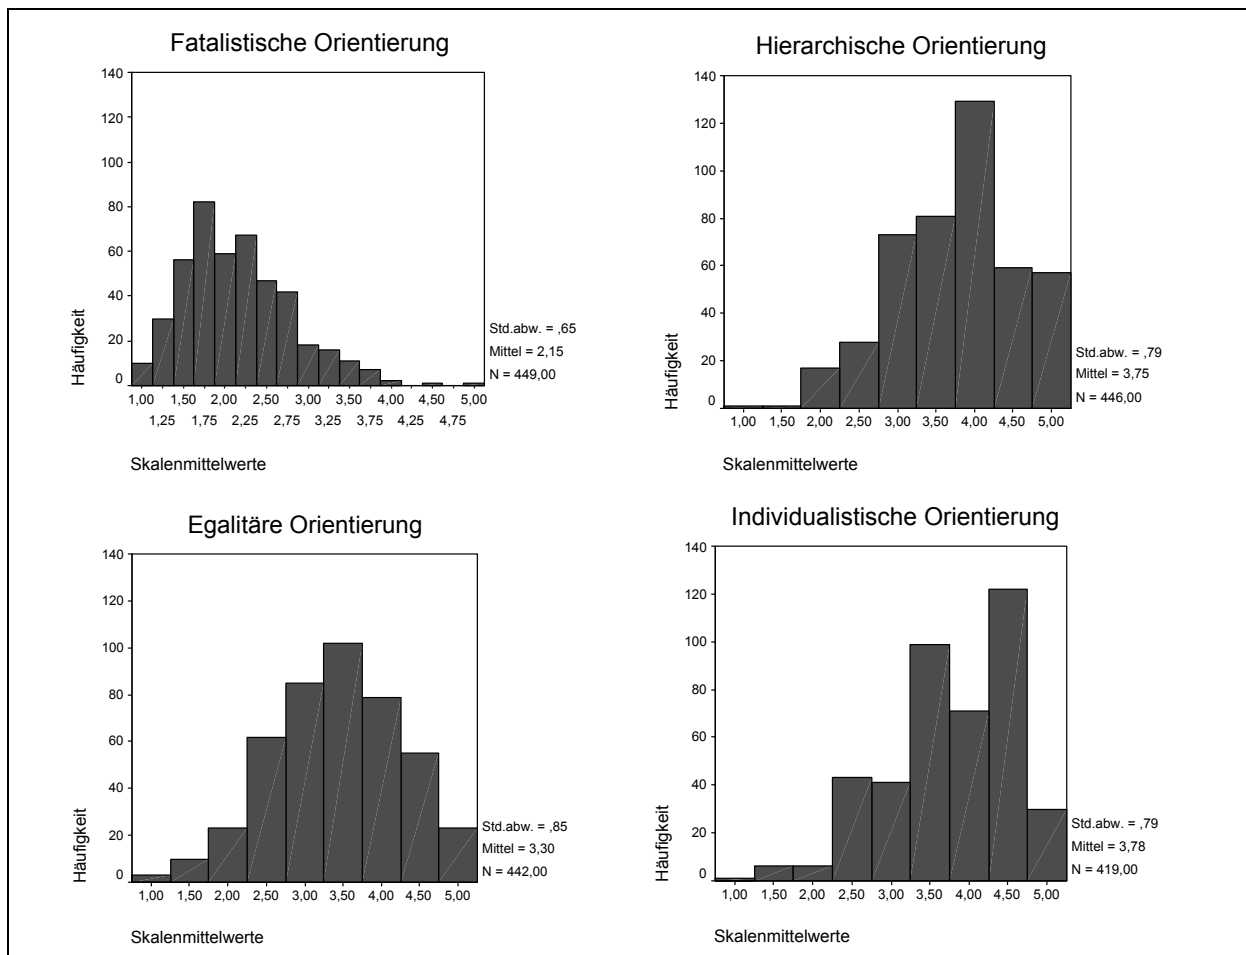 Fatalistische Orientierung
140
120
100
80
60
40
20
0
Häufigkeit
1,00 1,50 2,00 2,50 3,00 3,50 4,00 4,50 5,00
1,25 1,75 2,25 2,75 3,25 3,75 4,25 4,75
Skalenmittelwerte
Std.abw. = ,65
Mittel = 2,15
N = 449,00
Hierarchische Orientierung
140
120
100
80
60
40
20
0
Häufigkeit
1,00 1,50 2,00 2,50 3,00 3,50 4,00 4,50 5,00
Skalenmittelwerte
Std.abw. = ,79
Mittel = 3,75
N = 446,00
Egalitäre Orientierung
140
120
100
80
60
40
20
0
Häufigkeit
1,00 1,50 2,00 2,50 3,00 3,50 4,00 4,50 5,00
Skalenmittelwerte
Std.abw. = ,85
Mittel = 3,30
N = 442,00
Individualistische Orientierung
140
120
100
80
60
40
20
0
Häufigkeit
1,00 1,50 2,00 2,50 3,00 3,50 4,00 4,50 5,00
Skalenmittelwerte
Std.abw. = ,79
Mittel = 3,78
N = 419,00